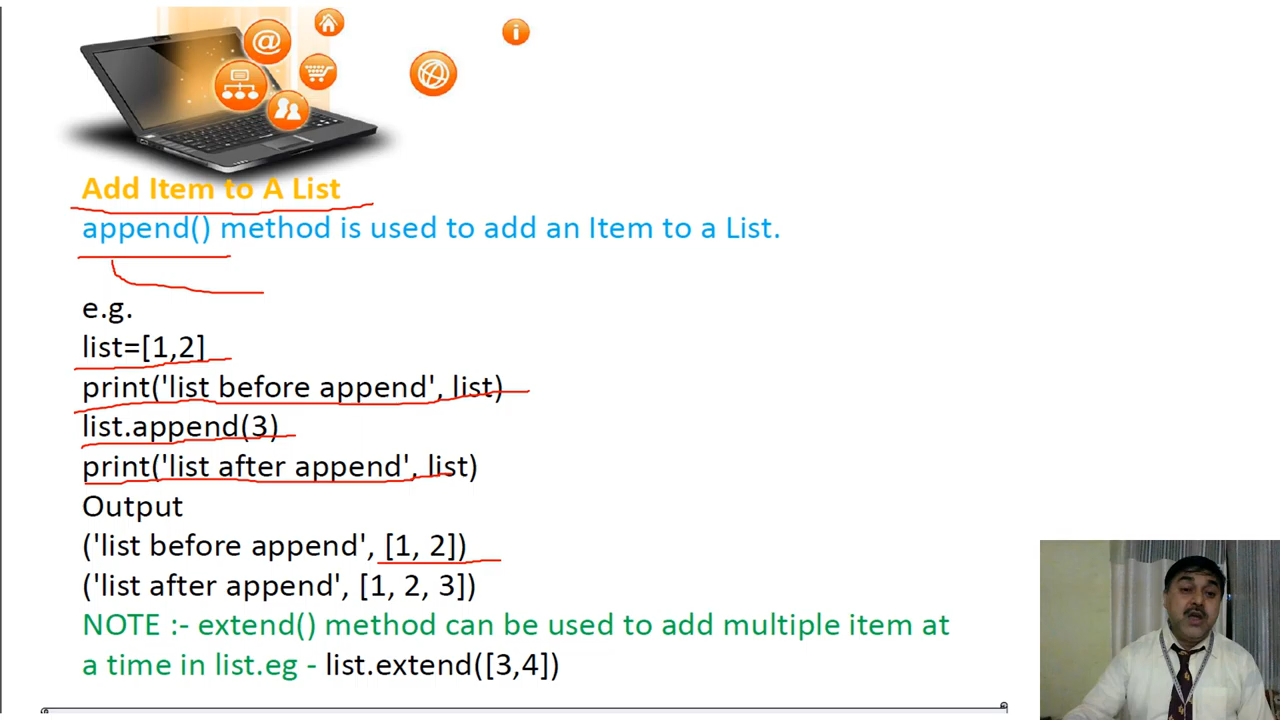 Add Item to A List
append() method is used to add an Item to a List.
e.g.
list=[1,2]
print('list before append', list)
list.append(3)
print('list after append', list)
Output
('list before append', [1, 2])
('list after append', [1, 2, 3])
NOTE :- extend() method can be used to add multiple item at
a time in list.eg - list.extend([3,4])